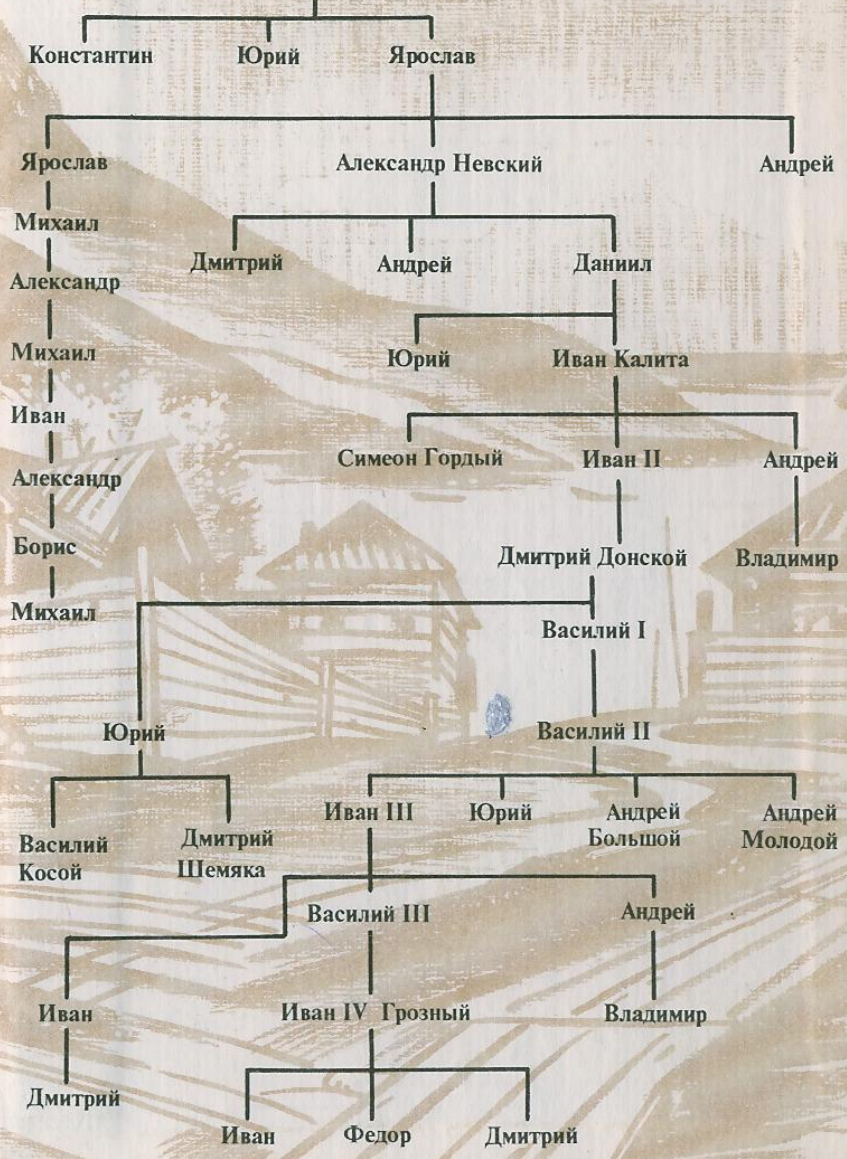 Константин Юрий Ярослав
Ярослав Александр Невский Андрей
Михаил
Дмитрий Андрей Даниил
Александр
Михаил Юрий Иван Калита
Иван
Симеон Гордый Иван II Андрей
Александр
Борис Дмитрий Донской Владимир
Михаил
Василий I
Юрий Василий II
Иван III Юрий Андрей Андрей
Василий Дмитрий Большой Молодой
Косой Шемяка
Василий III Андрей
Иван Иван IV Грозный Владимир
Дмитрий
Иван Федор Дмитрий